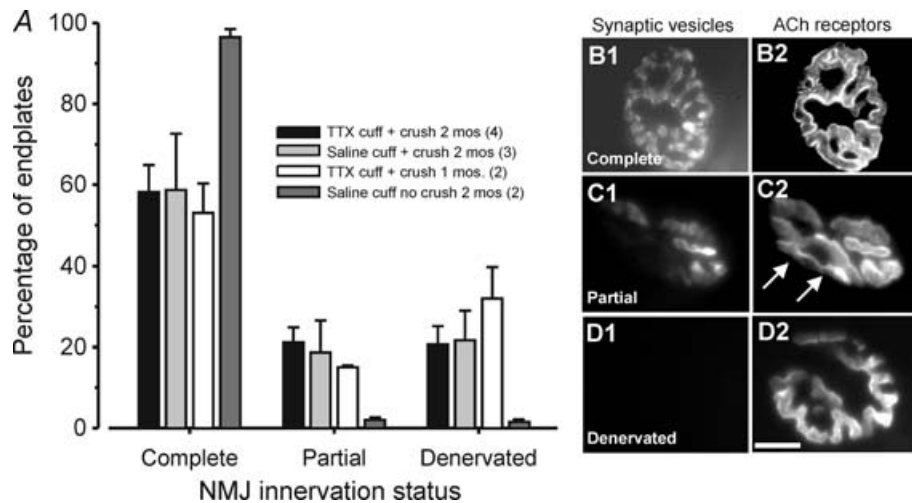 A
Percentage of endplates
100
80
60
40
20
0
TTX cuff + crush 2 mos (4)
Saline cuff + crush 2 mos (3)
TTX cuff + crush 1 mos. (2)
Saline cuff no crush 2 mos (2)
Complete
Partial
Denervated
NMJ innervation status
Synaptic vesicles
ACh receptors
B1
B2
Complete
C1
C2
Partial
D1
D2
Denervated